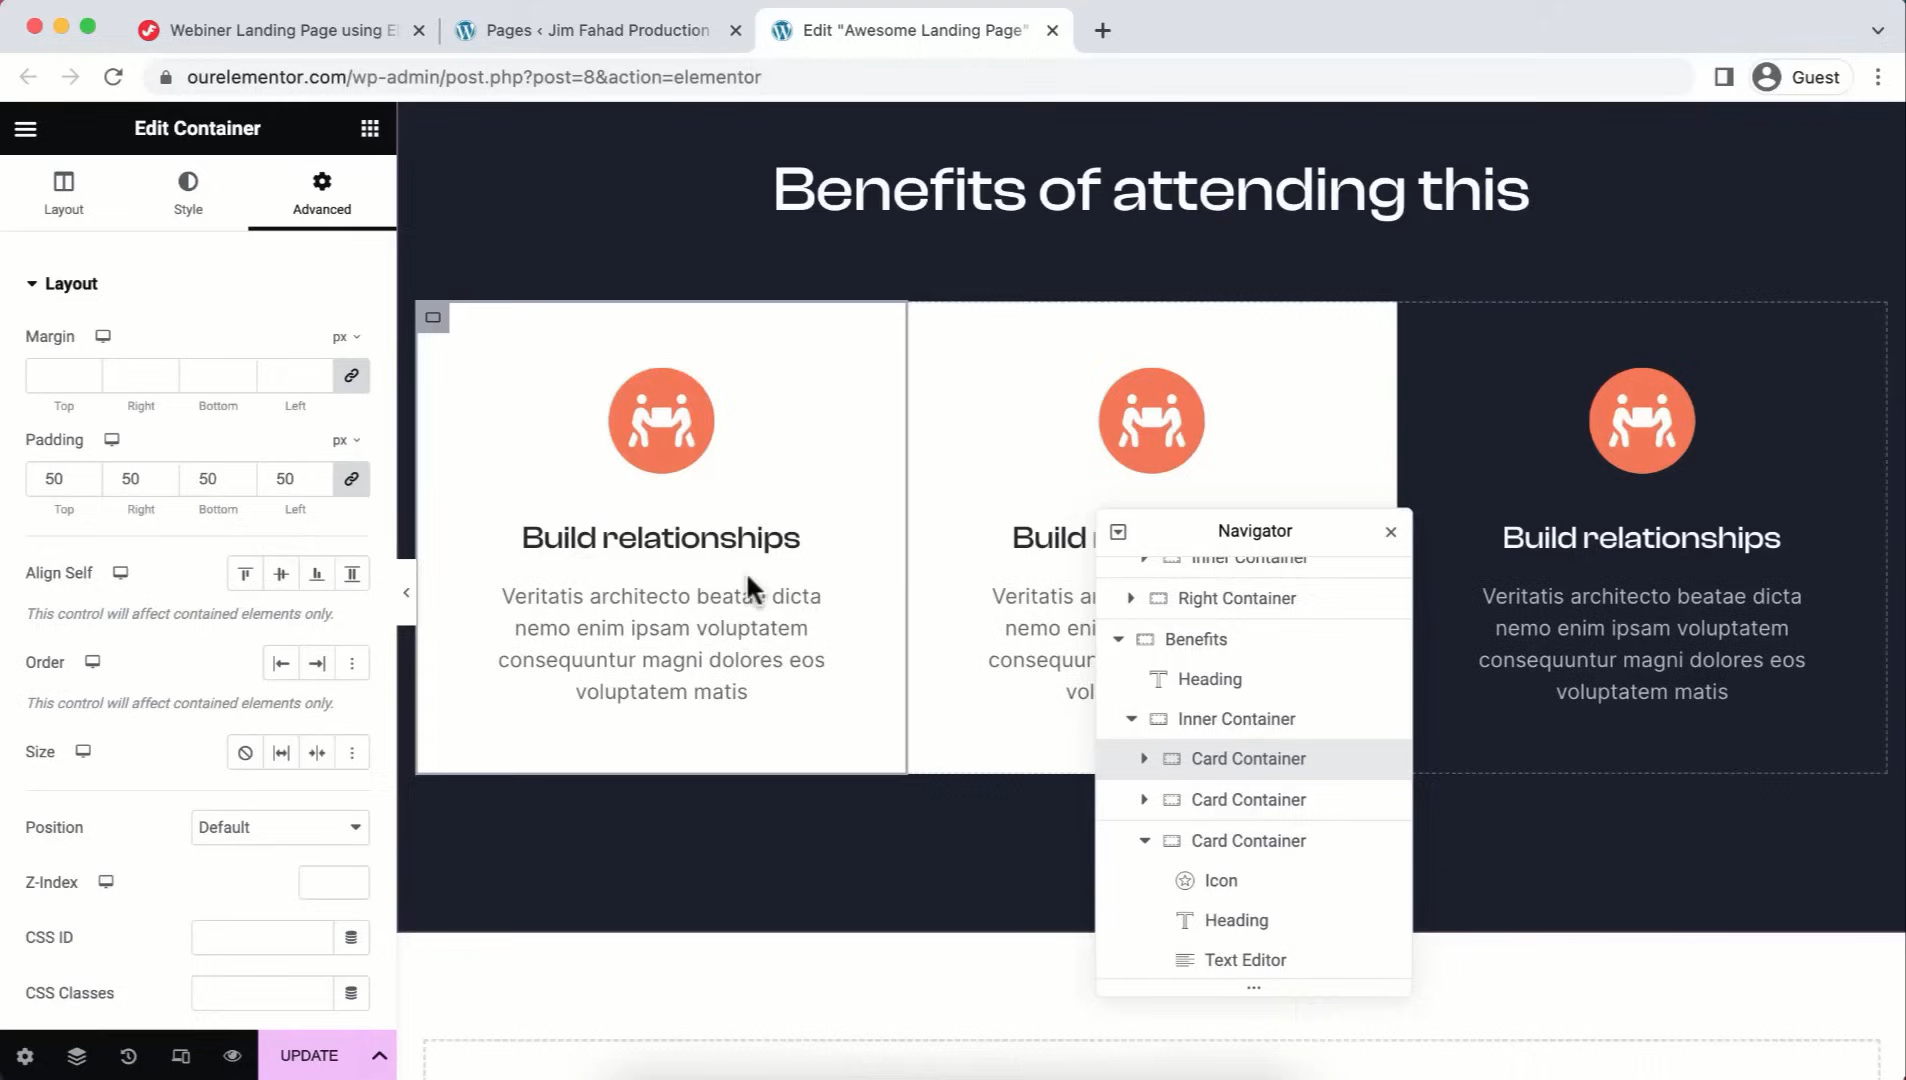 Webiner Landing Page using El
Pages ‹ Jim Fahad Production
Edit "Awesome Landing Page"
ourelementor.com/wp-admin/post.php?post=8&action=elementor
Guest
Edit Container
Layout
Style
Advanced
Layout
Margin
px
Top
Right
Bottom
Left
Padding
px
50
50
50
50
Top
Right
Bottom
Left
Align Self
This control will affect contained elements only.
Order
This control will affect contained elements only.
Size
Position
Default
Z-Index
CSS ID
CSS Classes
UPDATE
Benefits of attending this
Build relationships
Veritatis architecto beatae dicta
nemo enim ipsam voluptatem
consequuntur magni dolores eos
voluptatem matis
Build
Veritatis a
nemo eni
consequun
vol
Build relationships
Veritatis architecto beatae dicta
nemo enim ipsam voluptatem
consequuntur magni dolores eos
voluptatem matis
Navigator
Inner Container
Right Container
Benefits
Heading
Inner Container
Card Container
Card Container
Card Container
Icon
Heading
Text Editor